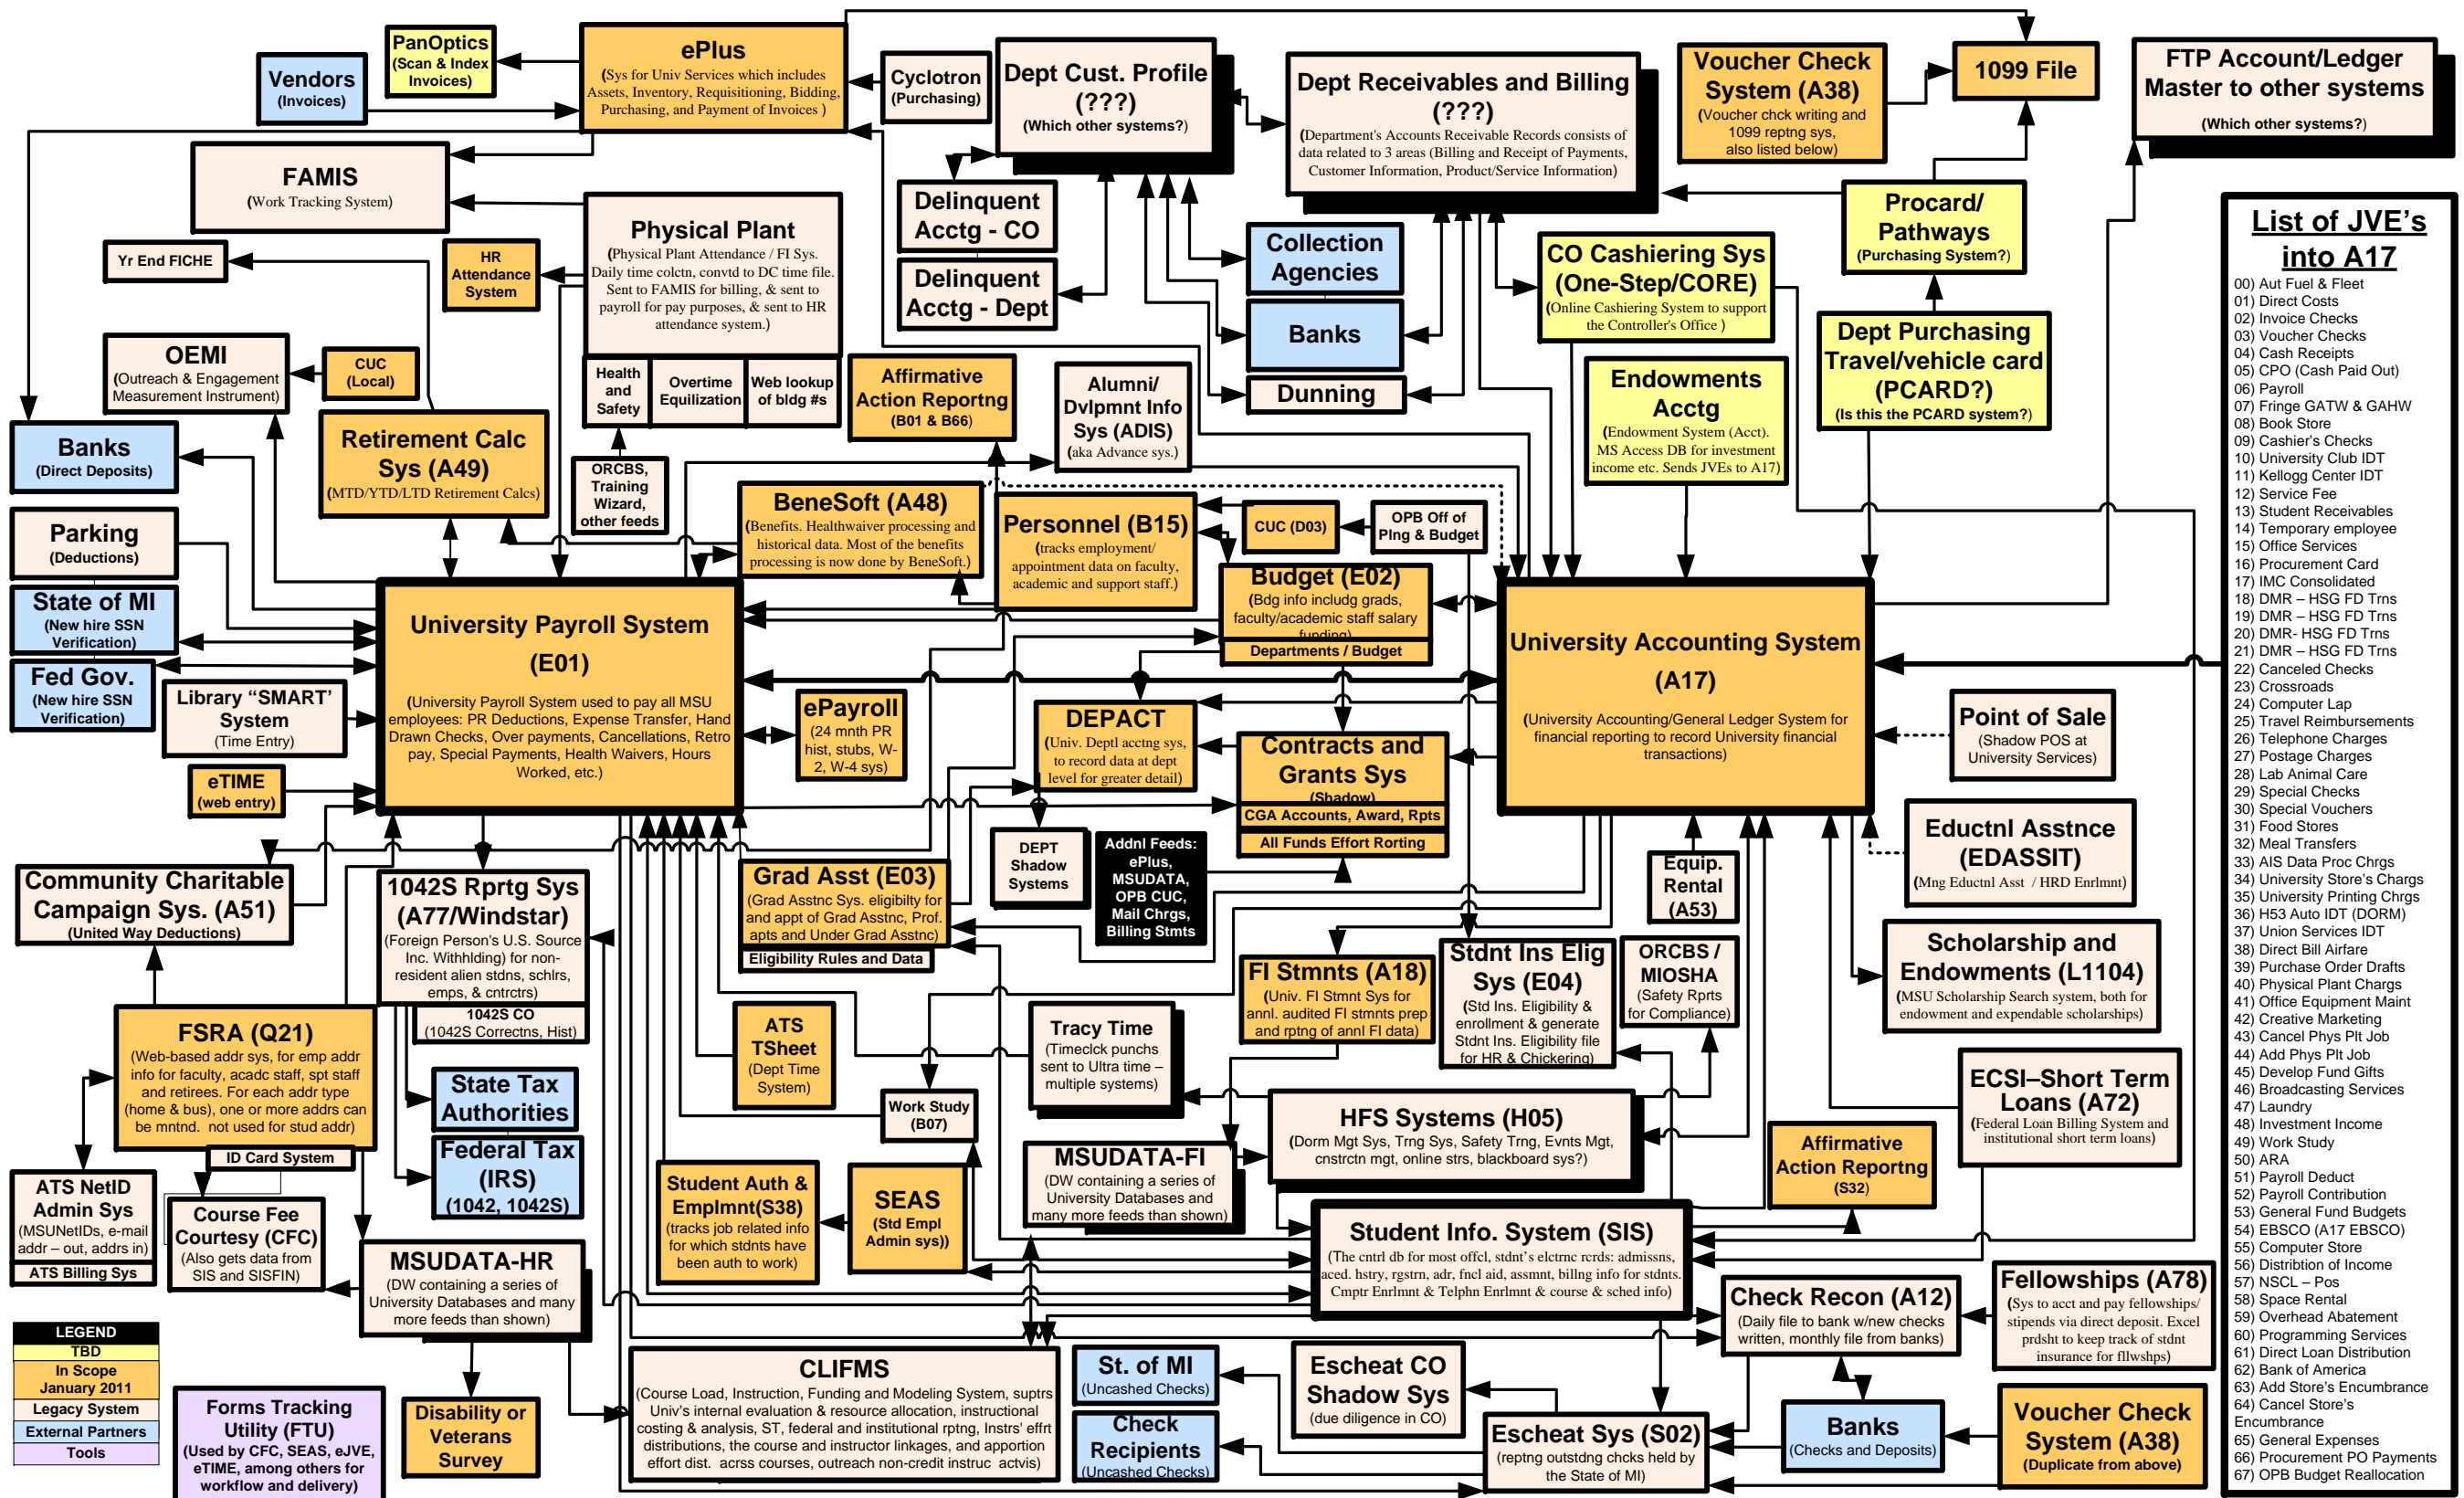 PanOptics
(Scan & Index
Invoices)
Vendors
(Invoices)
ePlus
(Sys for Univ Services which includes
Assets, Inventory, Requisitioning, Bidding,
Purchasing, and Payment of Invoices )
Cyclotron
(Purchasing)
Dept Cust. Profile
(???)
(Which other systems?)
Dept Receivables and Billing
(???)
(Department's Accounts Receivable Records consists of
data related to 3 areas (Billing and Receipt of Payments,
Customer Information, Product/Service Information)
Voucher Check
System (A38)
(Voucher chck writing and
1099 reptng sys,
also listed below)
1099 File
FTP Account/Ledger
Master to other systems
(Which other systems?)
FAMIS
(Work Tracking System)
Yr End FICHE
HR
Attendance
System
Physical Plant
(Physical Plant Attendance / FI Sys.
Daily time colctn, convtd to DC time file.
Sent to FAMIS for billing, & sent to
payroll for pay purposes, & sent to HR
attendance system.)
Health
and
Safety
Overtime
Equilization
Web lookup
of bldg #s
Delinquent
Acctg - CO
Delinquent
Acctg - Dept
Collection
Agencies
Banks
Dunning
CO Cashiering Sys
(One-Step/CORE)
(Online Cashiering System to support
the Controller's Office )
Procard/
Pathways
(Purchasing System?)
Dept Purchasing
Travel/vehicle card
(PCARD?)
(Is this the PCARD system?)
Endowments
Acctg
(Endowment System (Acct).
MS Access DB for investment
income etc. Sends JVEs to A17)
OEMI
(Outreach & Engagement
Measurement Instrument)
CUC
(Local)
Banks
(Direct Deposits)
Retirement Calc
Sys (A49)
(MTD/YTD/LTD Retirement Calcs)
ORCBS,
Training
Wizard,
other feeds
Affirmative
Action Reportng
(B01 & B66)
Alumni/
Dvlpmnt Info
Sys (ADIS)
(aka Advance sys.)
BeneSoft (A48)
(Benefits. Healthwaiver processing and
historical data. Most of the benefits
processing is now done by BeneSoft.)
Personnel (B15)
(tracks employment/
appointment data on faculty,
academic and support staff.)
CUC (D03)
OPB Off of
Plng & Budget
Budget (E02)
(Bdg info includg grads,
faculty/academic staff salary
funding)
Departments / Budget
Parking
(Deductions)
State of MI
(New hire SSN
Verification)
Fed Gov.
(New hire SSN
Verification)
Library “SMART’
System
(Time Entry)
eTIME
(web entry)
University Payroll System
(E01)
(University Payroll System used to pay all MSU
employees: PR Deductions, Expense Transfer, Hand
Drawn Checks, Over payments, Cancellations, Retro
pay, Special Payments, Health Waivers, Hours
Worked, etc.)
ePayroll
(24 mnth PR
hist, stubs, W-
2, W-4 sys)
DEPACT
(Univ. Deptl acctng sys,
to record data at dept
level for greater detail)
Contracts and
Grants Sys
(Shadow)
CGA Accounts, Award, Rpts
All Funds Effort Rorting
University Accounting System
(A17)
(University Accounting/General Ledger System for
financial reporting to record University financial
transactions)
Point of Sale
(Shadow POS at
University Services)
Eductnl Asstnce
(EDASSIT)
(Mng Eductnl Asst / HRD Enrlmnt)
Scholarship and
Endowments (L1104)
(MSU Scholarship Search system, both for
endowment and expendable scholarships)
Equip.
Rental
(A53)
DEPT
Shadow
Systems
Addnl Feeds:
ePlus,
MSUDATA,
OPB CUC,
Mail Chrgs,
Billing Stmts
Community Charitable
Campaign Sys. (A51)
(United Way Deductions)
1042S Rprtg Sys
(A77/Windstar)
(Foreign Person's U.S. Source
Inc. Withhlding) for non-
resident alien stdns, schlrs,
emps, & cntrctrs)
1042S CO
(1042S Correctns, Hist)
Grad Asst (E03)
(Grad Asstnc Sys. eligibilty for
and appt of Grad Asstnc, Prof.
apts and Under Grad Asstnc)
Eligibility Rules and Data
FI Stmnts (A18)
(Univ. FI Stmnt Sys for
annl. audited FI stmnts prep
and rptng of annl FI data)
Stdnt Ins Elig
Sys (E04)
(Std Ins. Eligibility &
enrollment & generate
Stdnt Ins. Eligibility file
for HR & Chickering)
ORCBS /
MIOSHA
(Safety Rprts
for Compliance)
FSRA (Q21)
(Web-based addr sys, for emp addr
info for faculty, acadc staff, spt staff
and retirees. For each addr type
(home & bus), one or more addrs can
be mntnd. not used for stud addr)
ID Card System
State Tax
Authorities
Federal Tax
(IRS)
(1042, 1042S)
ATS
TSheet
(Dept Time
System)
Tracy Time
(Timeclck punchs
sent to Ultra time –
multiple systems)
Work Study
(B07)
HFS Systems (H05)
(Dorm Mgt Sys, Trng Sys, Safety Trng, Evnts Mgt,
cnstrctn mgt, online strs, blackboard sys?)
ECSI–Short Term
Loans (A72)
(Federal Loan Billing System and
institutional short term loans)
Affirmative
Action Reportng
(S32)
ATS NetID
Admin Sys
(MSUNetIDs, e-mail
addr – out, addrs in)
ATS Billing Sys
Course Fee
Courtesy (CFC)
(Also gets data from
SIS and SISFIN)
MSUDATA-HR
(DW containing a series of
University Databases and many
more feeds than shown)
Student Auth &
Emplmnt(S38)
(tracks job related info
for which stdnts have
been auth to work)
SEAS
(Std Empl
Admin sys))
MSUDATA-FI
(DW containing a series of
University Databases and
many more feeds than shown)
Student Info. System (SIS)
(The cntrl db for most offcl, stdnt’s elctrnc rcrds: admissns,
aced. hstry, rgstrn, adr, fncl aid, assmnt, billng info for stdnts.
Cmptr Enrlmnt & Telphn Enrlmnt & course & sched info)
Check Recon (A12)
(Daily file to bank w/new checks
written, monthly file from banks)
Fellowships (A78)
(Sys to acct and pay fellowships/
stipends via direct deposit. Excel
prdsht to keep track of stdnt
insurance for fllwshps)
LEGEND
TBD
In Scope
January 2011
Legacy System
External Partners
Tools
Forms Tracking
Utility (FTU)
(Used by CFC, SEAS, eJVE,
eTIME, among others for
workflow and delivery)
Disability or
Veterans
Survey
CLIFMS
(Course Load, Instruction, Funding and Modeling System, suptrs
Univ's internal evaluation & resource allocation, instructional
costing & analysis, ST, federal and institutional rptng, Instrs' effrt
distributions, the course and instructor linkages, and apportion
effort dist. acrss courses, outreach non-credit instruc actvis)
St. of MI
(Uncashed Checks)
Check
Recipients
(Uncashed Checks)
Escheat CO
Shadow Sys
(due diligence in CO)
Escheat Sys (S02)
(reptng outstdng chcks held by
the State of MI)
Banks
(Checks and Deposits)
Voucher Check
System (A38)
(Duplicate from above)
List of JVE’s
into A17
00) Aut Fuel & Fleet
01) Direct Costs
02) Invoice Checks
03) Voucher Checks
04) Cash Receipts
05) CPO (Cash Paid Out)
06) Payroll
07) Fringe GATW & GAHW
08) Book Store
09) Cashier's Checks
10) University Club IDT
11) Kellogg Center IDT
12) Service Fee
13) Student Receivables
14) Temporary employee
15) Office Services
16) Procurement Card
17) IMC Consolidated
18) DMR – HSG FD Trns
19) DMR – HSG FD Trns
20) DMR- HSG FD Trns
21) DMR – HSG FD Trns
22) Canceled Checks
23) Crossroads
24) Computer Lap
25) Travel Reimbursements
26) Telephone Charges
27) Postage Charges
28) Lab Animal Care
29) Special Checks
30) Special Vouchers
31) Food Stores
32) Meal Transfers
33) AIS Data Proc Chrgs
34) University Store's Chargs
35) University Printing Chrgs
36) H53 Auto IDT (DORM)
37) Union Services IDT
38) Direct Bill Airfare
39) Purchase Order Drafts
40) Physical Plant Chargs
41) Office Equipment Maint
42) Creative Marketing
43) Cancel Phys Plt Job
44) Add Phys Plt Job
45) Develop Fund Gifts
46) Broadcasting Services
47) Laundry
48) Investment Income
49) Work Study
50) ARA
51) Payroll Deduct
52) Payroll Contribution
53) General Fund Budgets
54) EBSCO (A17 EBSCO)
55) Computer Store
56) Distribtion of Income
57) NSCL – Pos
58) Space Rental
59) Overhead Abatement
60) Programming Services
61) Direct Loan Distribution
62) Bank of America
63) Add Store's Encumbrance
64) Cancel Store's
Encumbrance
65) General Expenses
66) Procurement PO Payments
67) OPB Budget Reallocation